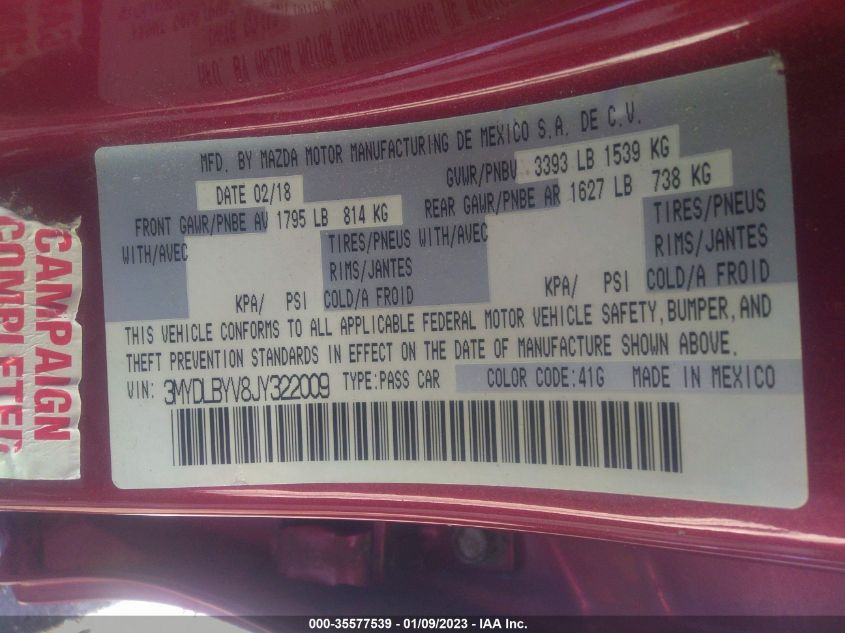 MFD. BY MAZDA MOTOR MANUFACTURING DE MEXICO S.A. DE C.V.
DATE 02/18 GVWR/PNBV 3393 LB 1539 KG
FRONT GAWR/PNBE AV 1795 LB 814 KG REAR GAWR/PNBE AR 1627 LB 738 KG
WITH/AVEC TIRES/PNEUS WITH/AVEC TIRES/PNEUS
RIMS/JANTES RIMS/JANTES
KPA/ PSI COLD/A FROID KPA/ PSI COLD/A FROID
THIS VEHICLE CONFORMS TO ALL APPLICABLE FEDERAL MOTOR VEHICLE SAFETY, BUMPER, AND
THEFT PREVENTION STANDARDS IN EFFECT ON THE DATE OF MANUFACTURE SHOWN ABOVE.
VIN: 3MYDLBYV8JY322009 TYPE:PASS CAR COLOR CODE:41G MADE IN MEXICO
CAMPAIGN
COMPLETED
000-35577539 - 01/09/2023 - IAA Inc.